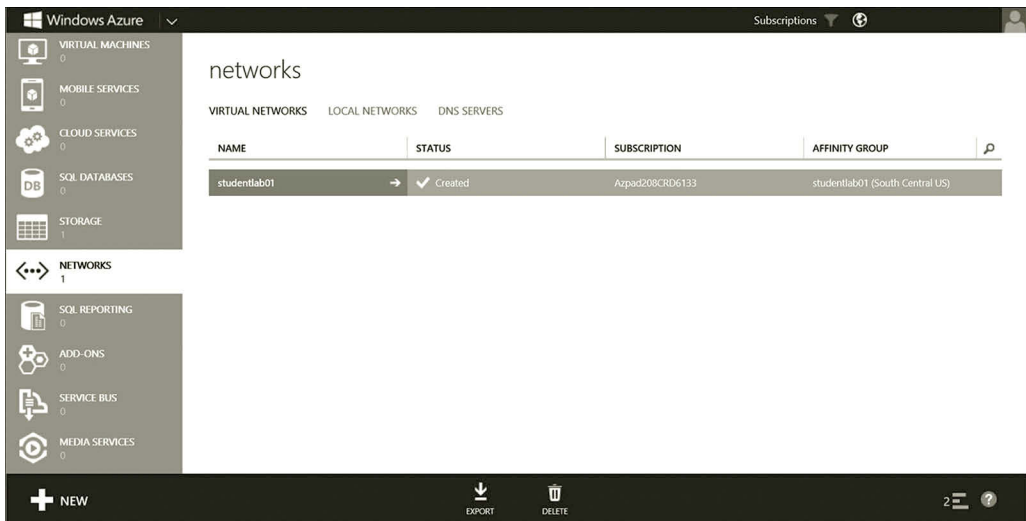 Windows Azure
Subscriptions
VIRTUAL MACHINES
0
MOBILE SERVICES
0
CLOUD SERVICES
0
SQL DATABASES
0
STORAGE
1
NETWORKS
1
SQL REPORTING
0
ADD-ONS
0
SERVICE BUS
0
MEDIA SERVICES
0
networks
VIRTUAL NETWORKS LOCAL NETWORKS DNS SERVERS
NAME STATUS SUBSCRIPTION AFFINITY GROUP
studentlab01 Created Azpad208CRD6133 studentlab01 (South Central US)
DB
NEW
EXPORT
DELETE
2
?